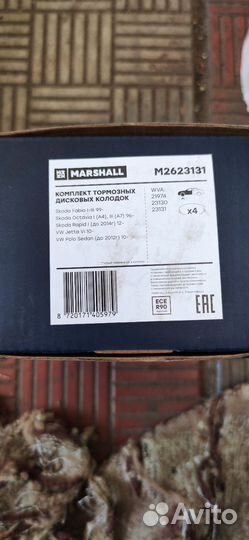 MARSHALL
M2623131
КОМПЛЕКТ ТОРМОЗНЫХ
ДИСКОВЫХ КОЛОДОК
Skoda Fabia I-III 99-
Skoda Octavia I (A4), III (A7) 96-
Skoda Rapid I (до 2014г) 12-
VW Jetta VI 10-
VW Polo Sedan (до 2012г) 10-
WVA:
21974
23130
23131
x4
8 720171 405979
ECE
R90
EAC
Avito